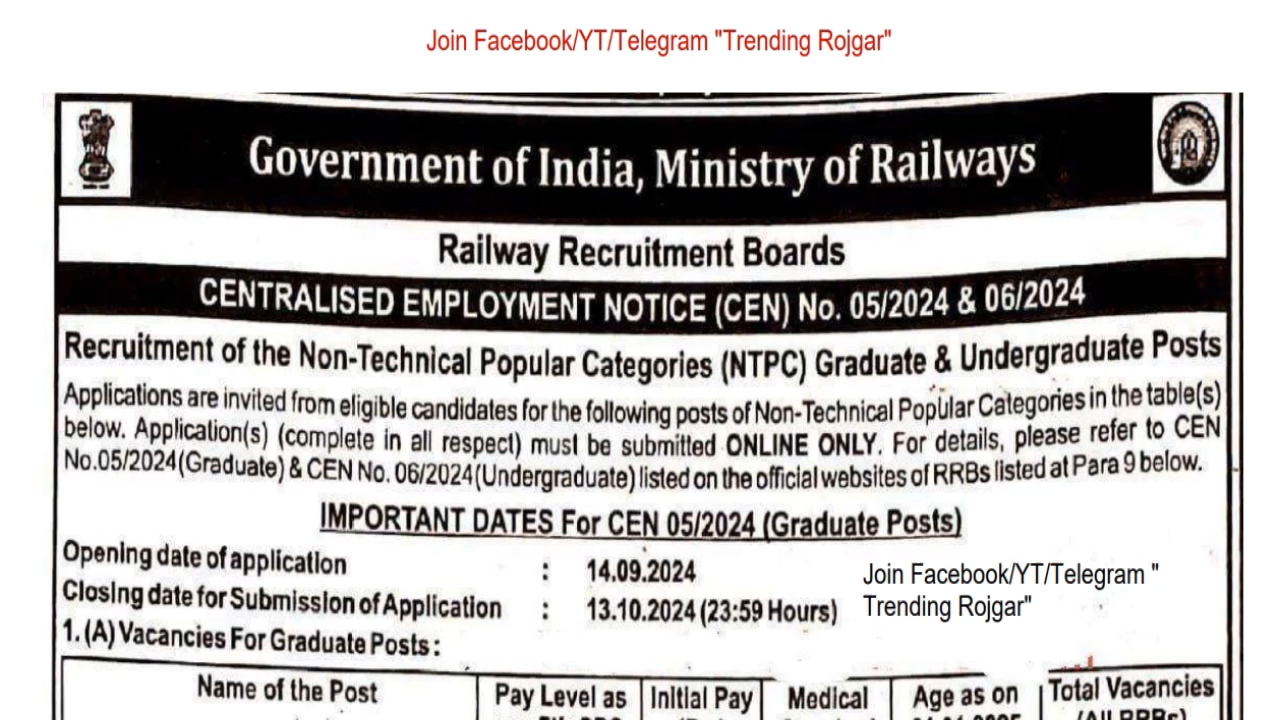 Join Facebook/YT/Telegram "Trending Rojgar"
Government of India, Ministry of Railways
Railway Recruitment Boards
CENTRALISED EMPLOYMENT NOTICE (CEN) No. 05/2024 & 06/2024
Recruitment of the Non-Technical Popular Categories (NTPC) Graduate & Undergraduate Posts
Applications are invited from eligible candidates for the following posts of Non-Technical Popular Categories in the table(s)
below. Application(s) (complete in all respect) must be submitted ONLINE ONLY. For details, please refer to CEN
No.05/2024(Graduate) & CEN No. 06/2024(Undergraduate) listed on the official websites of RRBs listed at Para 9 below.
IMPORTANT DATES For CEN 05/2024 (Graduate Posts)
Opening date of application : 14.09.2024
Closing date for Submission of Application : 13.10.2024 (23:59 Hours)
Join Facebook/YT/Telegram "
Trending Rojgar"
1. (A) Vacancies For Graduate Posts :
Name of the Post
Pay Level as
Initial Pay
Medical
Age as on
Total Vacancies
(All RRBs)